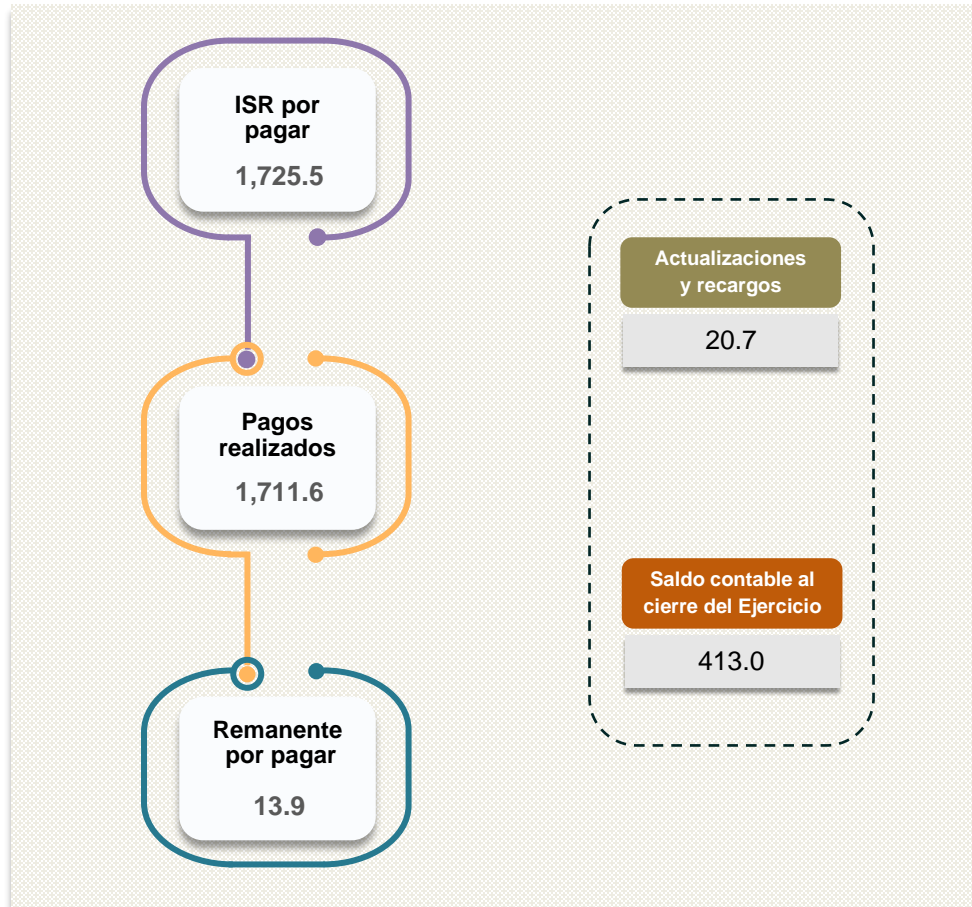 ISR por
pagar
1,725.5
Pagos
realizados
1,711.6
Remanente
por pagar
13.9
Actualizaciones
y recargos
20.7
Saldo contable al
cierre del Ejercicio
413.0